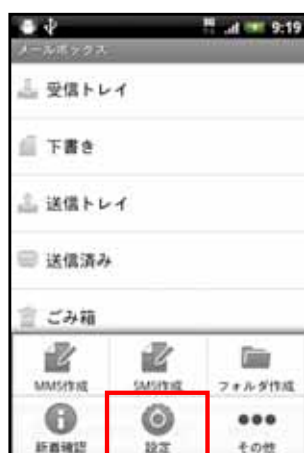 9:19
メールボックス
受信トレイ
下書き
送信トレイ
送信済み
ごみ箱
MMS作成
SMS作成
フォルダ作成
新着確認
設定
その他